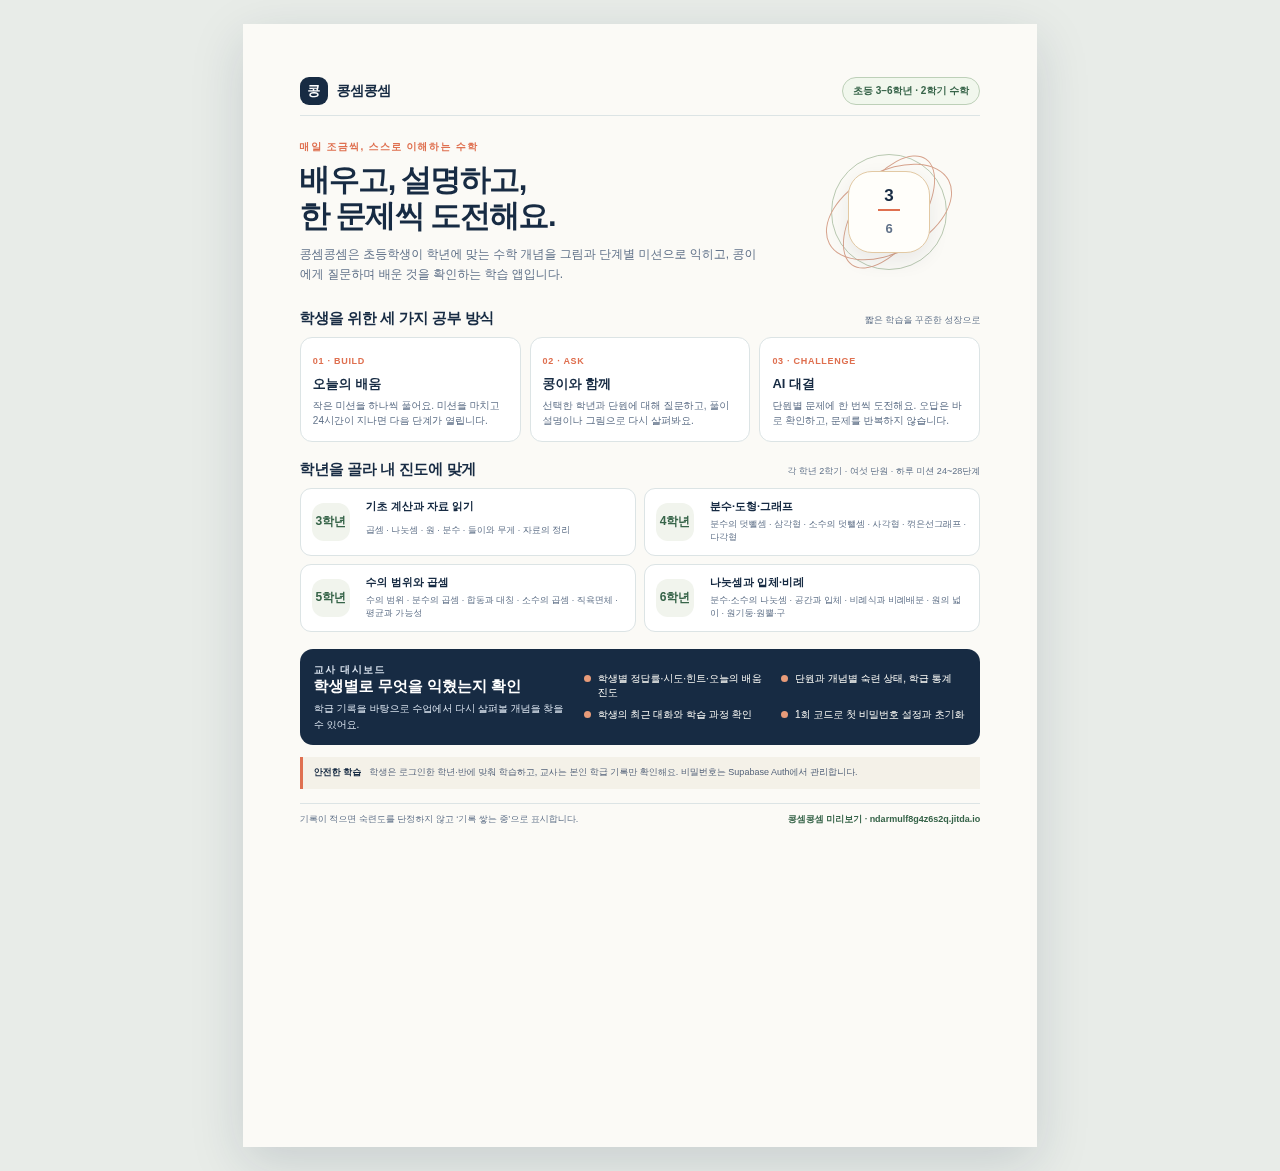 콩
콩셈콩셈
초등 3–6학년 · 2학기 수학
매일 조금씩, 스스로 이해하는 수학
배우고, 설명하고,
한 문제씩 도전해요.
콩셈콩셈은 초등학생이 학년에 맞는 수학 개념을 그림과 단계별 미션으로 익히고, 콩이
에게 질문하며 배운 것을 확인하는 학습 앱입니다.
3
6
학생을 위한 세 가지 공부 방식
짧은 학습을 꾸준한 성장으로
01 · BUILD
오늘의 배움
작은 미션을 하나씩 풀어요. 미션을 마치고
24시간이 지나면 다음 단계가 열립니다.
02 · ASK
콩이와 함께
선택한 학년과 단원에 대해 질문하고, 풀이
설명이나 그림으로 다시 살펴봐요.
03 · CHALLENGE
AI 대결
단원별 문제에 한 번씩 도전해요. 오답은 바
로 확인하고, 문제를 반복하지 않습니다.
학년을 골라 내 진도에 맞게
각 학년 2학기 · 여섯 단원 · 하루 미션 24~28단계
3학년
기초 계산과 자료 읽기
곱셈 · 나눗셈 · 원 · 분수 · 들이와 무게 · 자료의 정리
4학년
분수·도형·그래프
분수의 덧뺄셈 · 삼각형 · 소수의 덧뺄셈 · 사각형 · 꺾은선그래프 ·
다각형
5학년
수의 범위와 곱셈
수의 범위 · 분수의 곱셈 · 합동과 대칭 · 소수의 곱셈 · 직육면체 ·
평균과 가능성
6학년
나눗셈과 입체·비례
분수·소수의 나눗셈 · 공간과 입체 · 비례식과 비례배분 · 원의 넓
이 · 원기둥·원뿔·구
교사 대시보드
학생별로 무엇을 익혔는지 확인
학급 기록을 바탕으로 수업에서 다시 살펴볼 개념을 찾을
수 있어요.
학생별 정답률·시도·힌트·오늘의 배움
진도
단원과 개념별 숙련 상태, 학급 통계
학생의 최근 대화와 학습 과정 확인
1회 코드로 첫 비밀번호 설정과 초기화
안전한 학습 학생은 로그인한 학년·반에 맞춰 학습하고, 교사는 본인 학급 기록만 확인해요. 비밀번호는 Supabase Auth에서 관리합니다.
기록이 적으면 숙련도를 단정하지 않고 '기록 쌓는 중'으로 표시합니다.
콩셈콩셈 미리보기 · ndarmulf8g4z6s2q.jitda.io